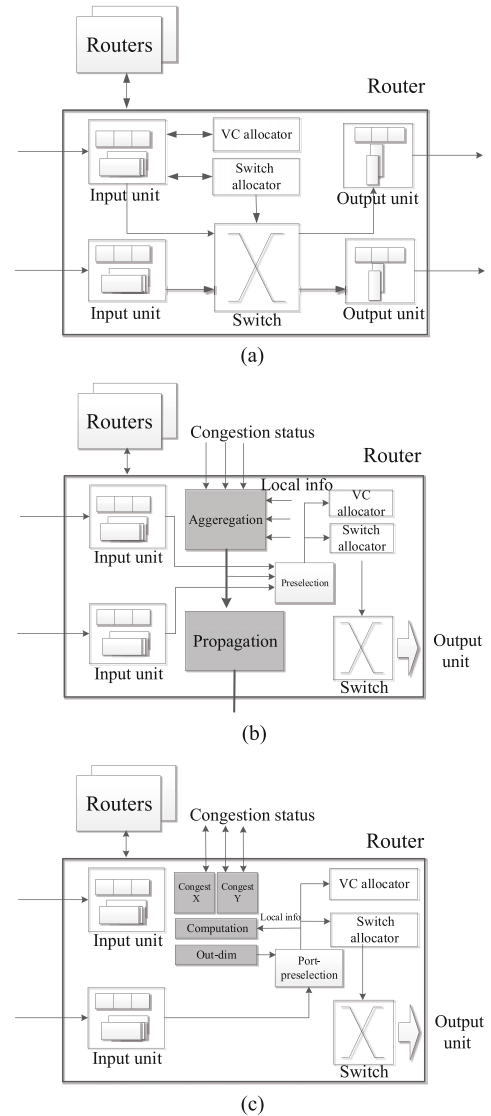 Routers
Router
VC allocator
Switch
allocator
Input unit
Output unit
Input unit
Switch
Output unit
(a)
Routers
Congestion status
Router
Local info
VC
allocator
Aggeregation
Switch
allocator
Input unit
Preselection
Propagation
Output
unit
Input unit
Switch
(b)
Routers
Congestion status
Router
Congest
X
Congest
Y
VC allocator
Local info
Computation
Switch
allocator
Input unit
Out-dim
Port-
preselection
Output
unit
Input unit
Switch
(c)